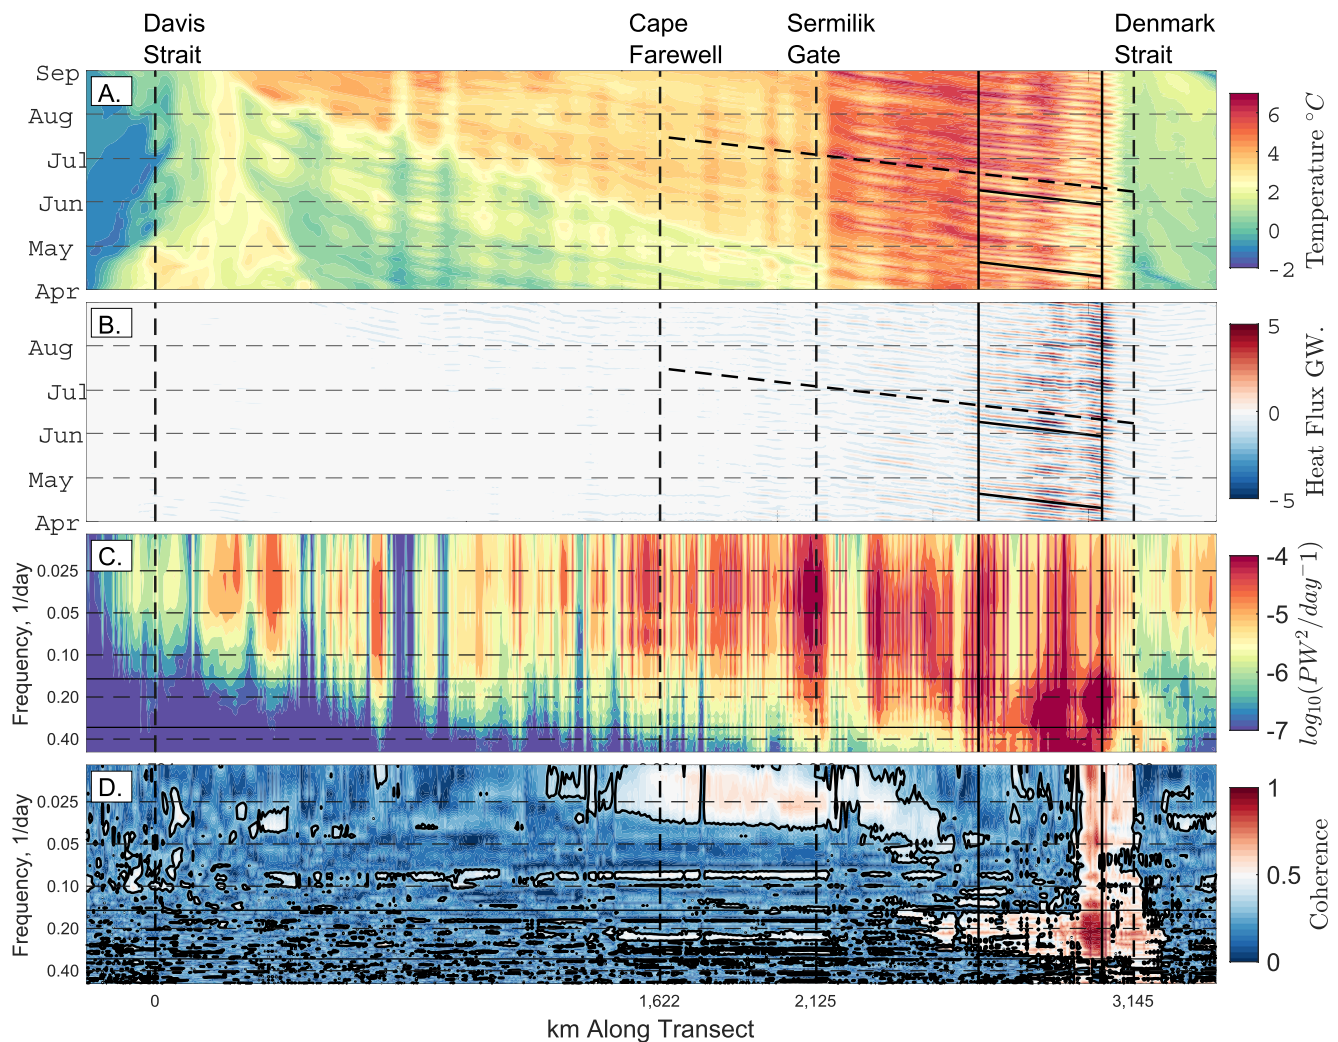 Davis
Strait
Cape
Farewell
Sermilik
Gate
Denmark
Strait
A.
Sep
Aug
Jul
Jun
May
Apr
6
4
2
0
-2
Temperature °C
B.
Aug
Jul
Jun
May
Apr
5
0
-5
Heat Flux GW.
C.
Frequency, 1/day
0.025
0.05
0.10
0.20
0.40
-4
-5
-6
-7
log10(PW²/day⁻¹)
D.
Frequency, 1/day
0.025
0.05
0.10
0.20
0.40
1
0.5
0
Coherence
0
1,622
2,125
3,145
km Along Transect